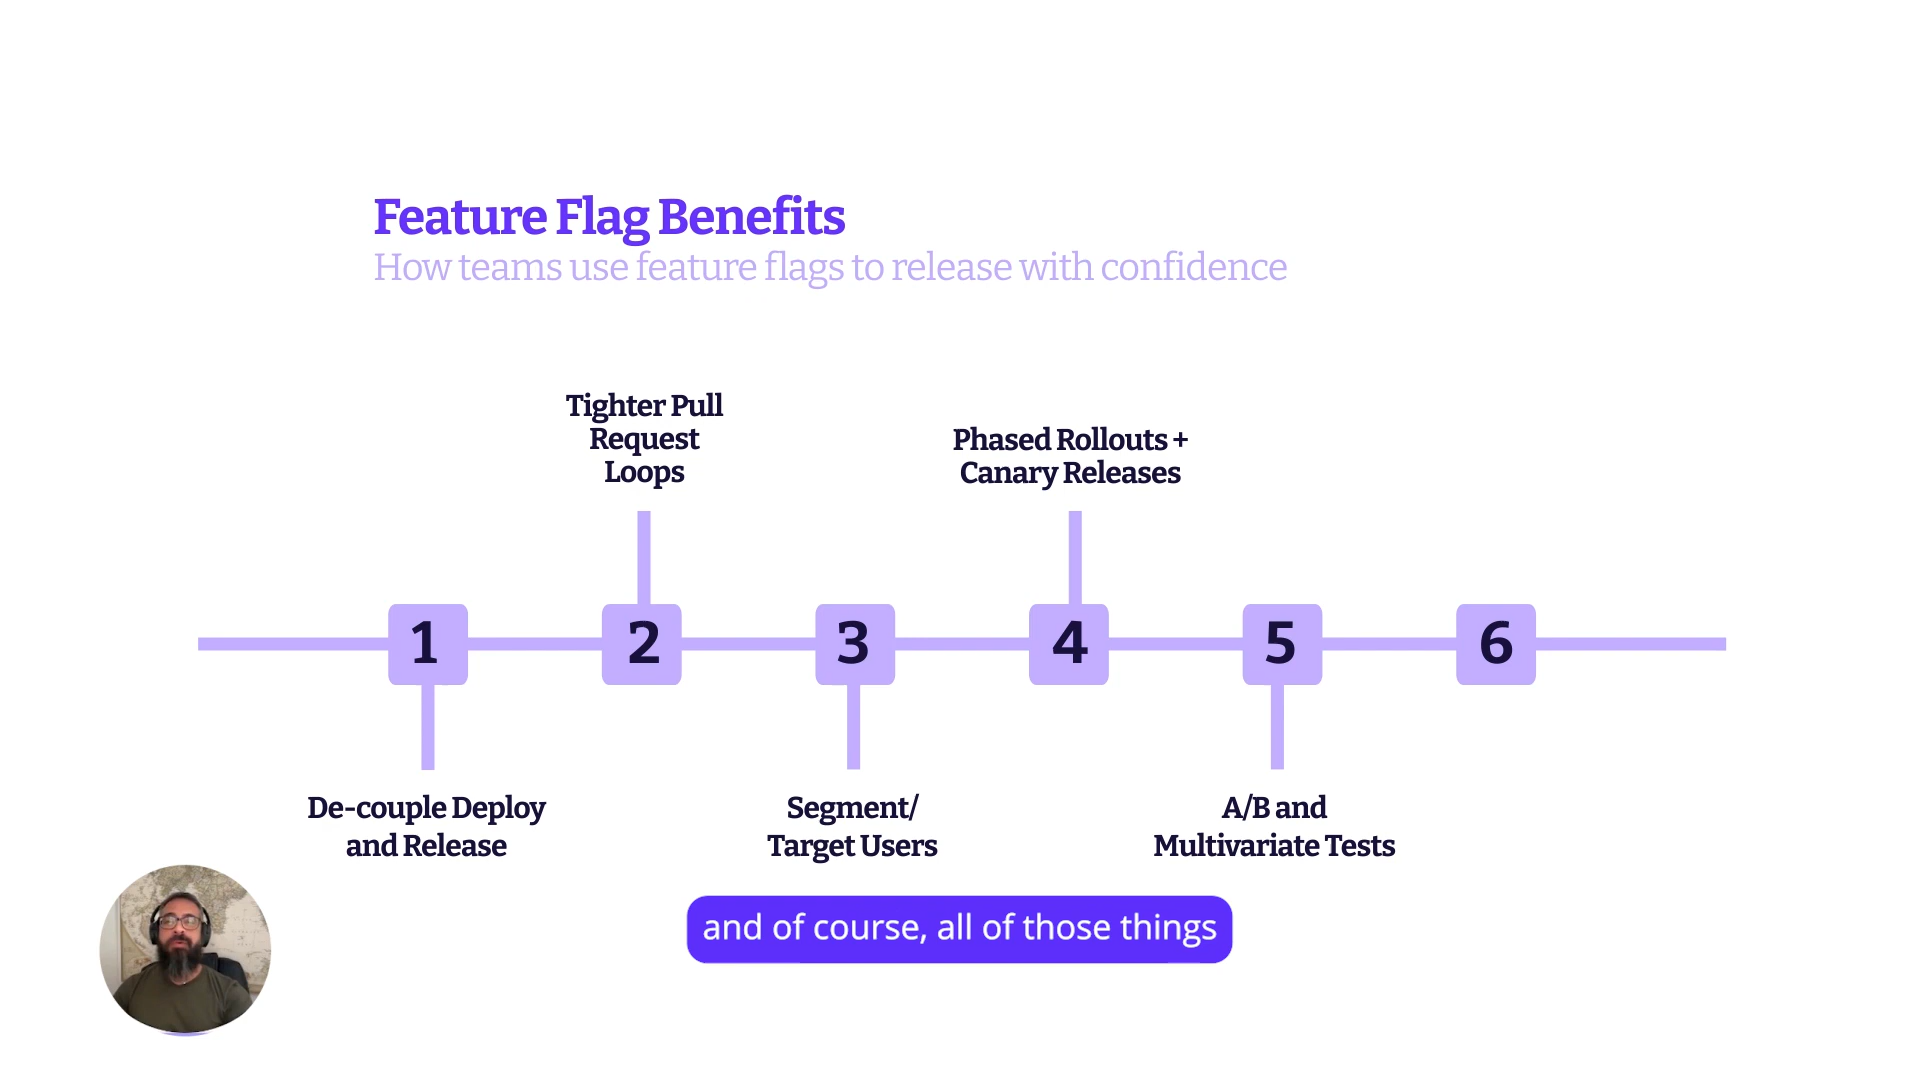 Feature Flag Benefits
How teams use feature flags to release with confidence
Tighter Pull
Request
Loops
Phased Rollouts +
Canary Releases
1
2
3
4
5
6
De-couple Deploy
and Release
Segment/
Target Users
A/B and
Multivariate Tests
and of course, all of those things